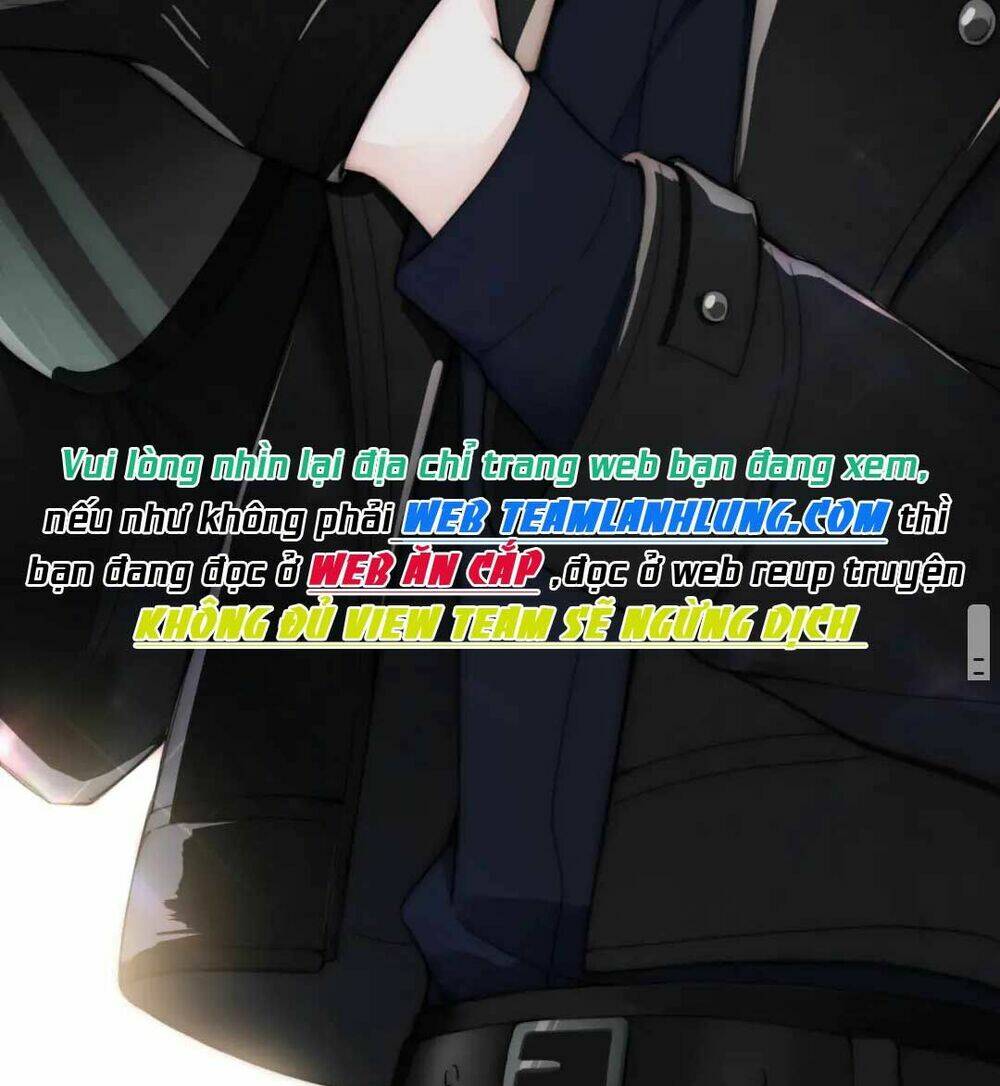 Vui lòng nhìn lại địa chỉ trang web bạn đang xem,
nếu như không phải WEB TEAMLANHLUNG.COM thì
bạn đang đọc ở WEB ĂN CẮP ,đọc ở web reup truyện
KHÔNG ĐỦ VIEW TEAM SẼ NGỪNG DỊCH